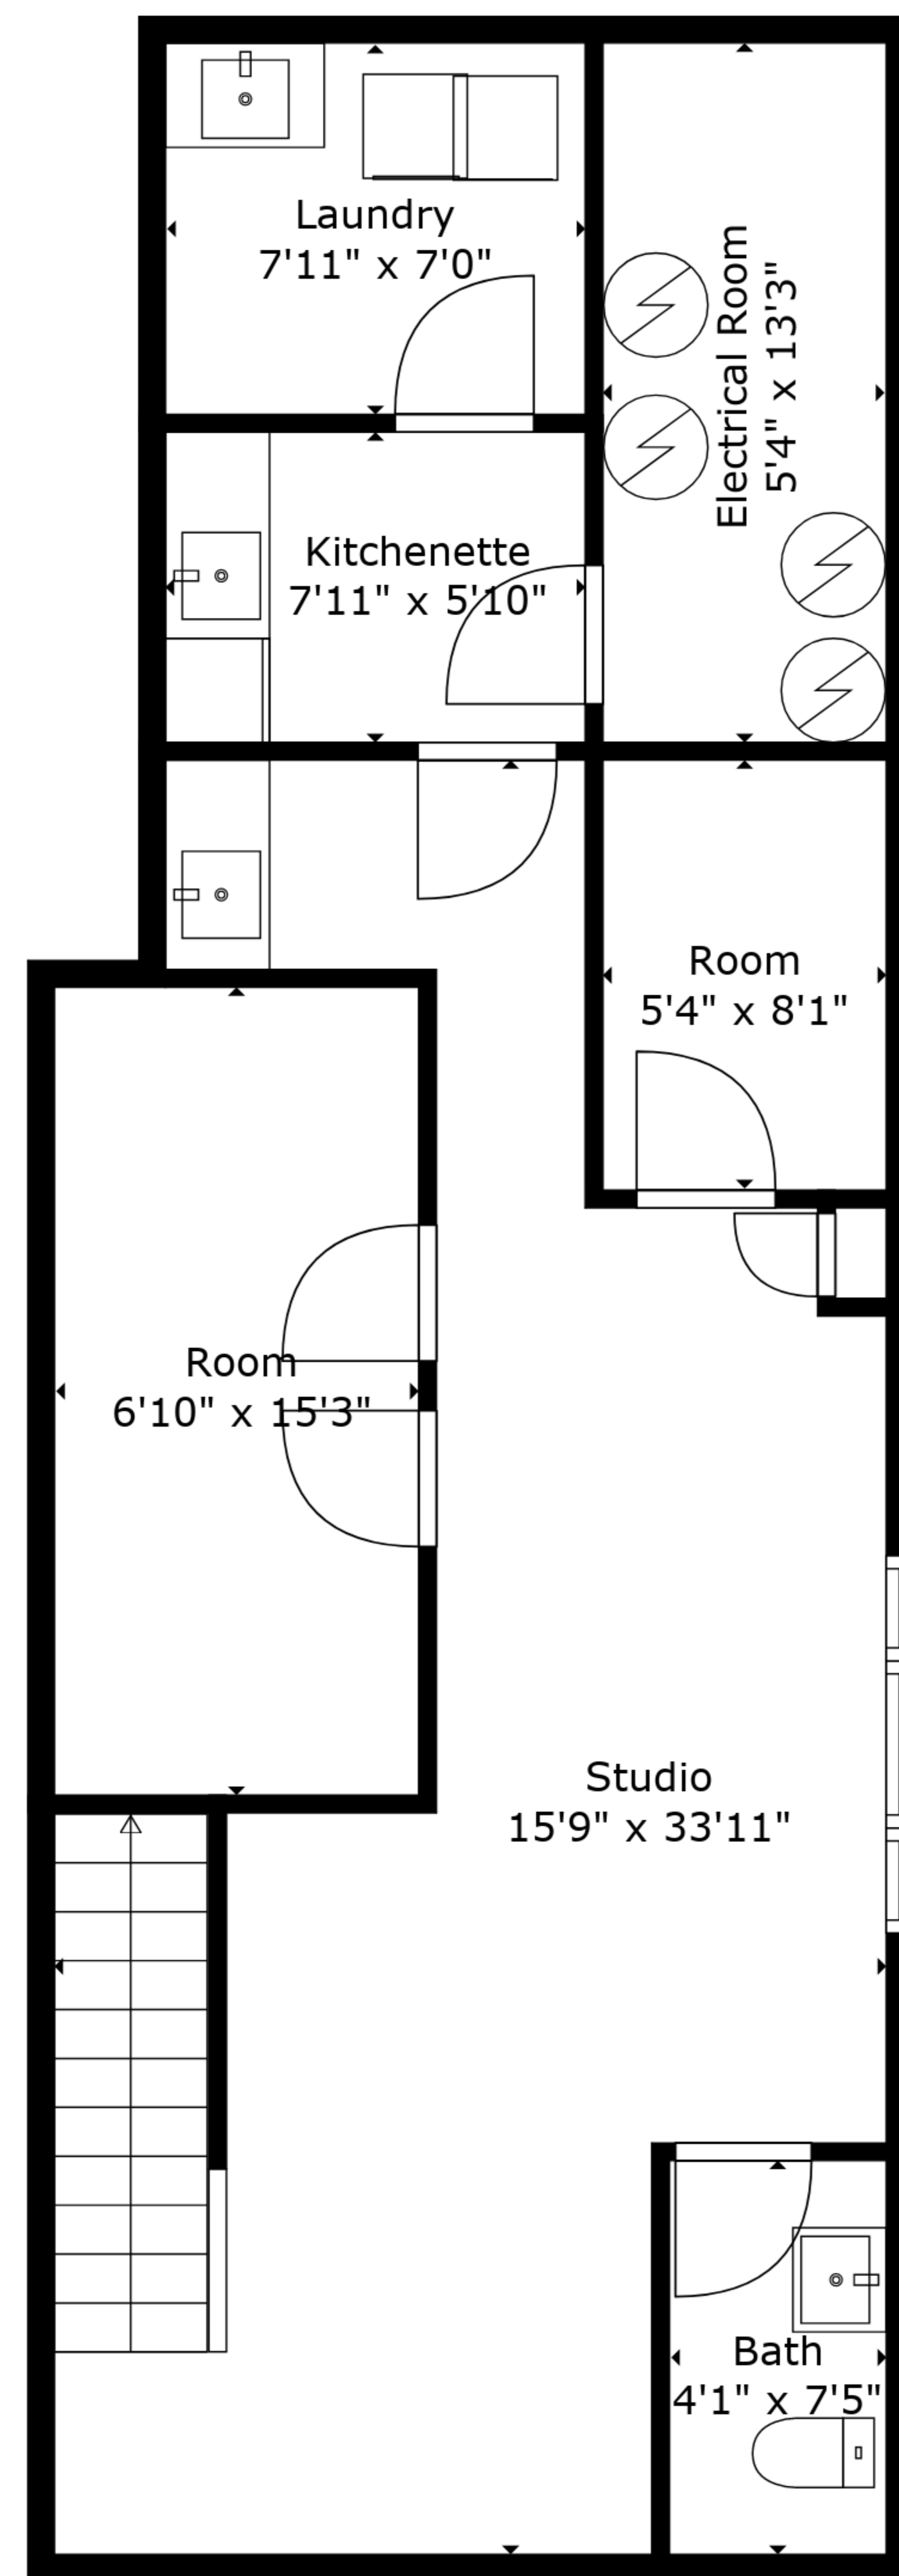 Laundry
7'11" x 7'0"
Electrical Room
5'4" x 13'3"
Kitchenette
7'11" x 5'10"
Room
5'4" x 8'1"
Room
6'10" x 15'3"
Studio
15'9" x 33'11"
Bath
4'1" x 7'5"